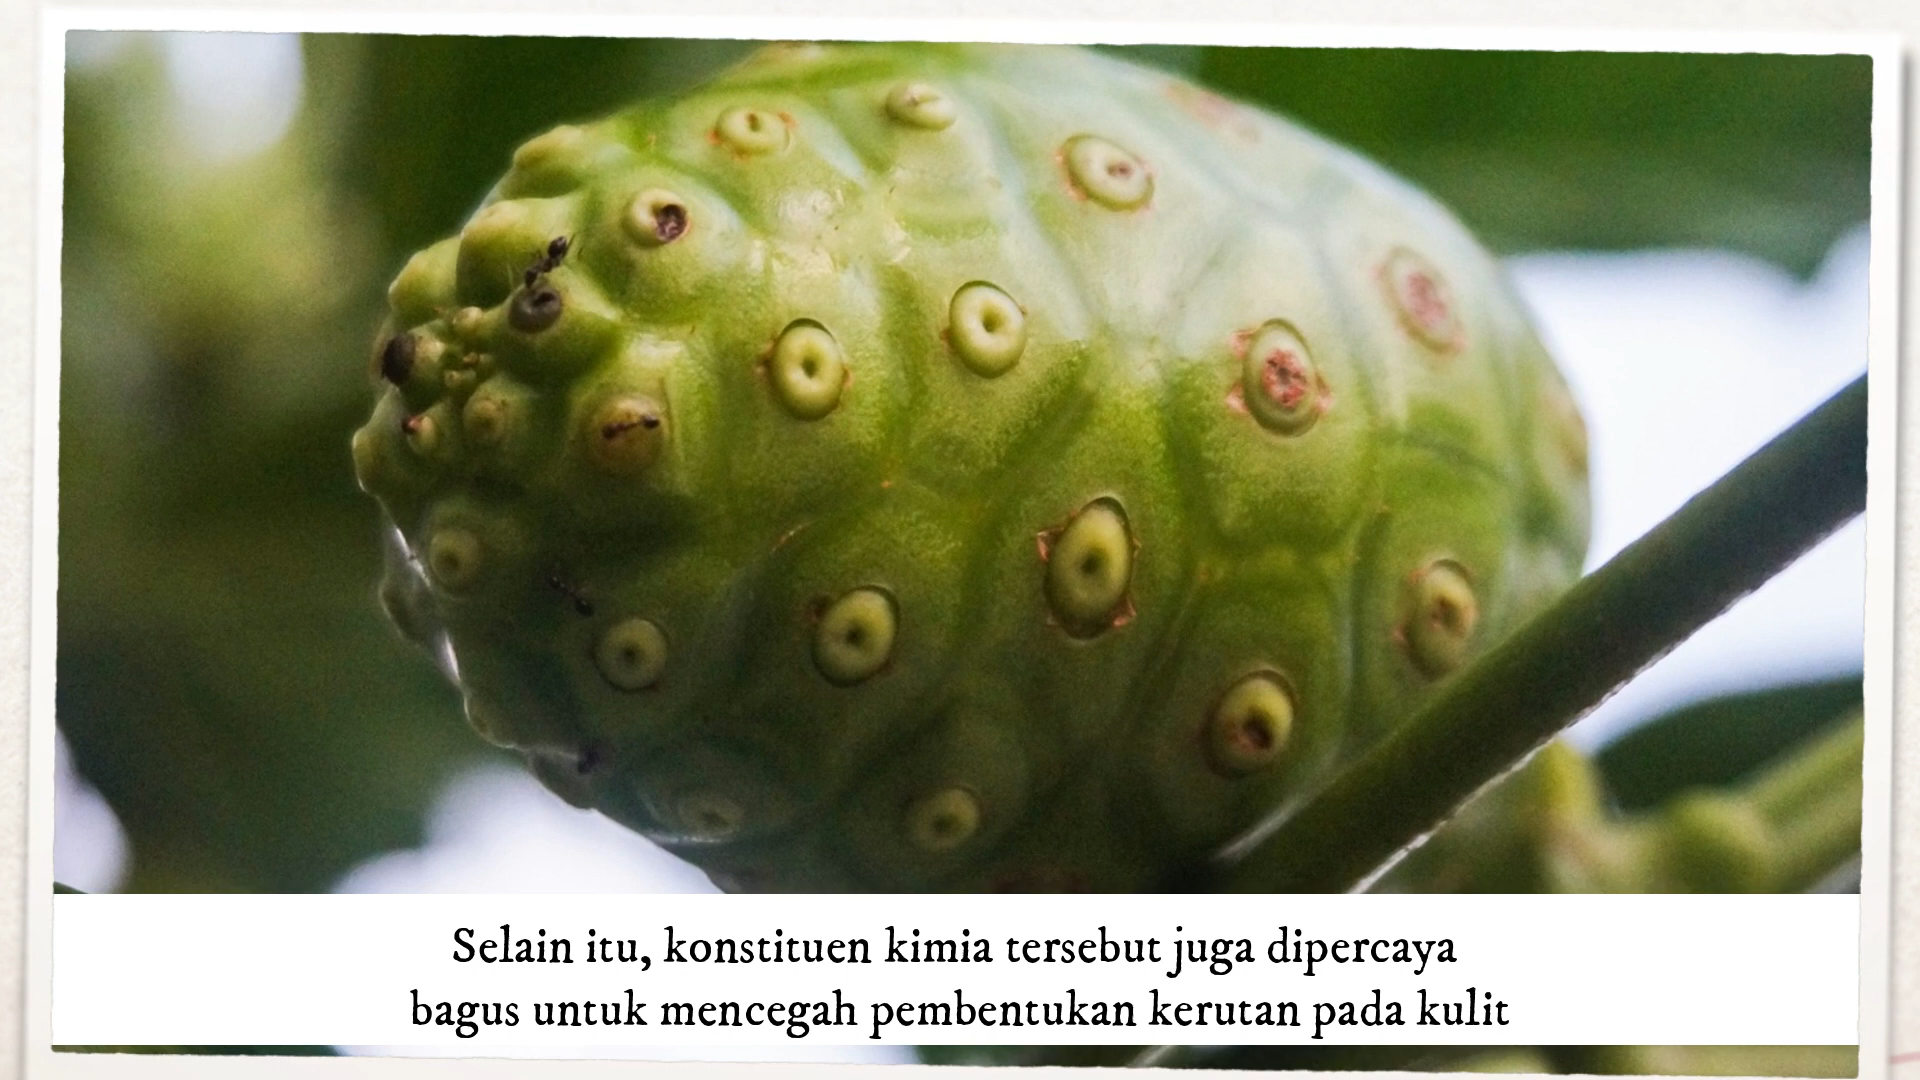 Selain itu, konstituen kimia tersebut juga dipercaya
bagus untuk mencegah pembentukan kerutan pada kulit